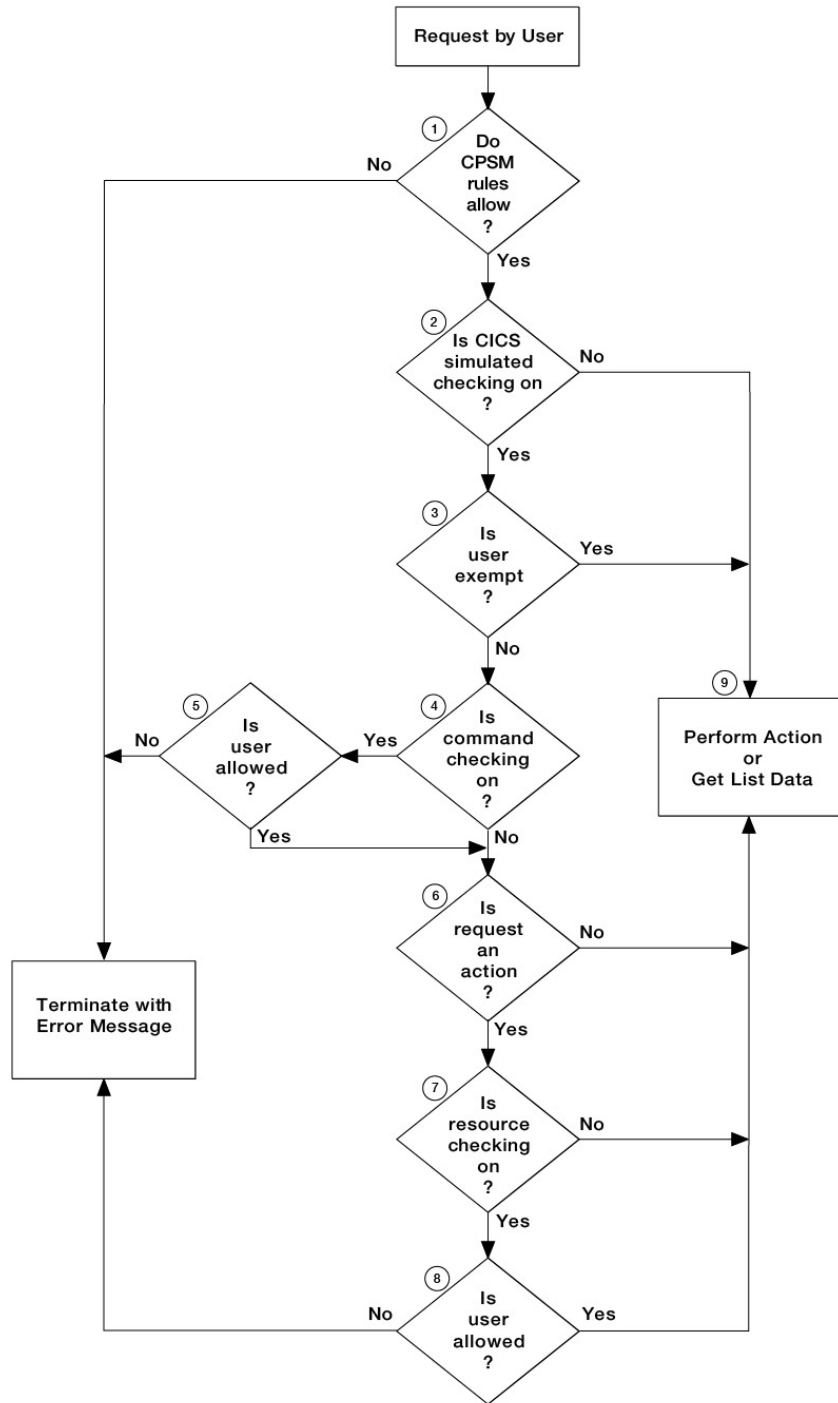 Request by User
1
Do
CPSM
rules
allow
?
No
Yes
2
Is CICS
simulated
checking on
?
No
Yes
3
Is
user
exempt
?
Yes
No
5
Is
user
allowed
?
No
Yes
4
Is
command
checking
on
?
Yes
No
9
Perform Action
or
Get List Data
6
Is
request
an
action
?
No
Yes
Terminate with
Error Message
7
Is
resource
checking
on
?
No
Yes
8
Is
user
allowed
?
No
Yes